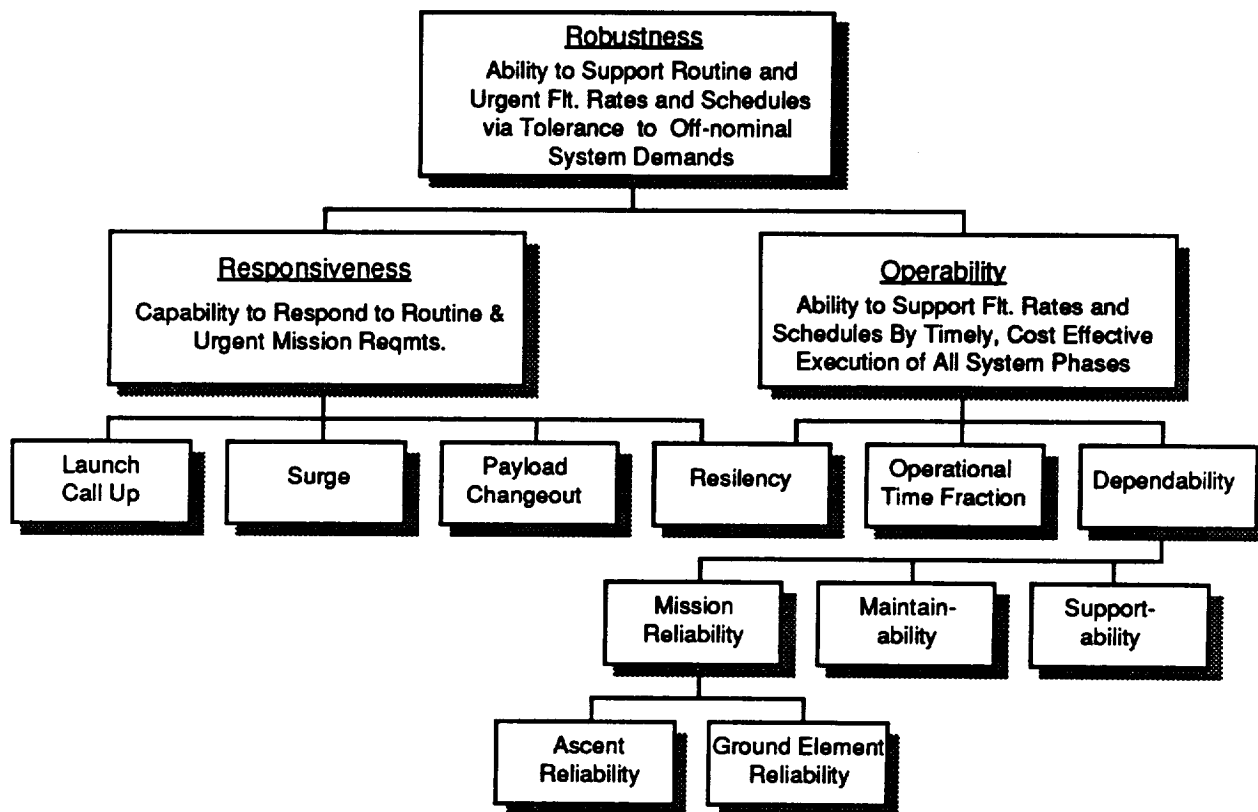 Robustness
Ability to Support Routine and
Urgent Flt. Rates and Schedules
via Tolerance to Off-nominal
System Demands
Responsiveness
Capability to Respond to Routine &
Urgent Mission Reqmts.
Operability
Ability to Support Flt. Rates and
Schedules By Timely, Cost Effective
Execution of All System Phases
Launch
Call Up
Surge
Payload
Changeout
Resilency
Operational
Time Fraction
Dependability
Mission
Reliability
Maintain-
ability
Support-
ability
Ascent
Reliability
Ground Element
Reliability